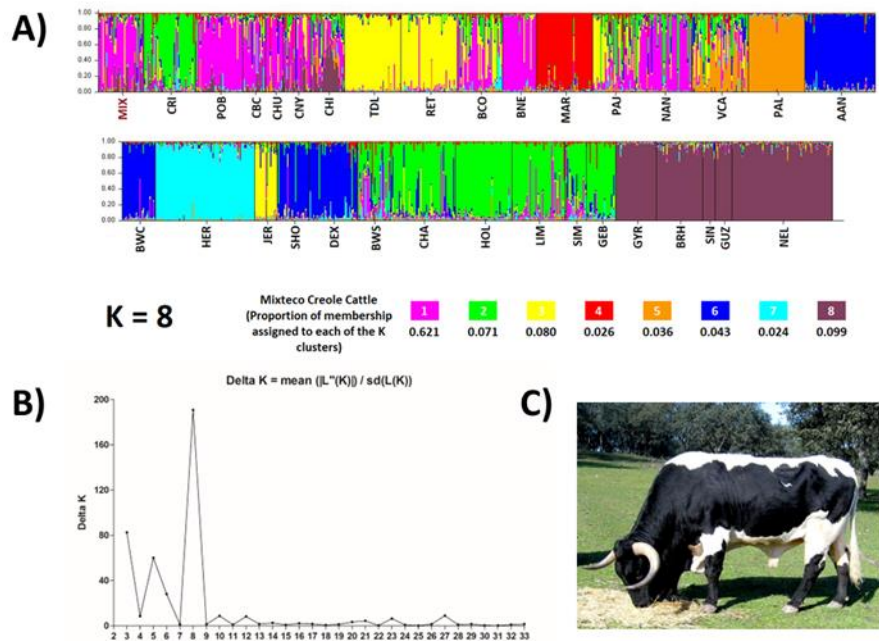 A)
1.00
0.80
0.60
0.40
0.20
0.00
MIX CRI POB CBC CHU CNY CHI TDL RET BCO BNE MAR PAJ NAN VCA PAL AAN
1.00
0.80
0.60
0.40
0.20
0.00
BWC HER JER SHO DEX BWS CHA HOL LIM SIM GEB GYR BRH SIN GUZ NEL
K = 8
Mixteco Creole Cattle
(Proportion of membership
assigned to each of the K
clusters)
1 2 3 4 5 6 7 8
0.621 0.071 0.080 0.026 0.036 0.043 0.024 0.099
B)
Delta K = mean (|L"(K)|) / sd(L(K))
200
160
120
80
40
0
Delta K
2 3 4 5 6 7 8 9 10 11 12 13 14 15 16 17 18 19 20 21 22 23 24 25 26 27 28 29 30 31 32 33
C)